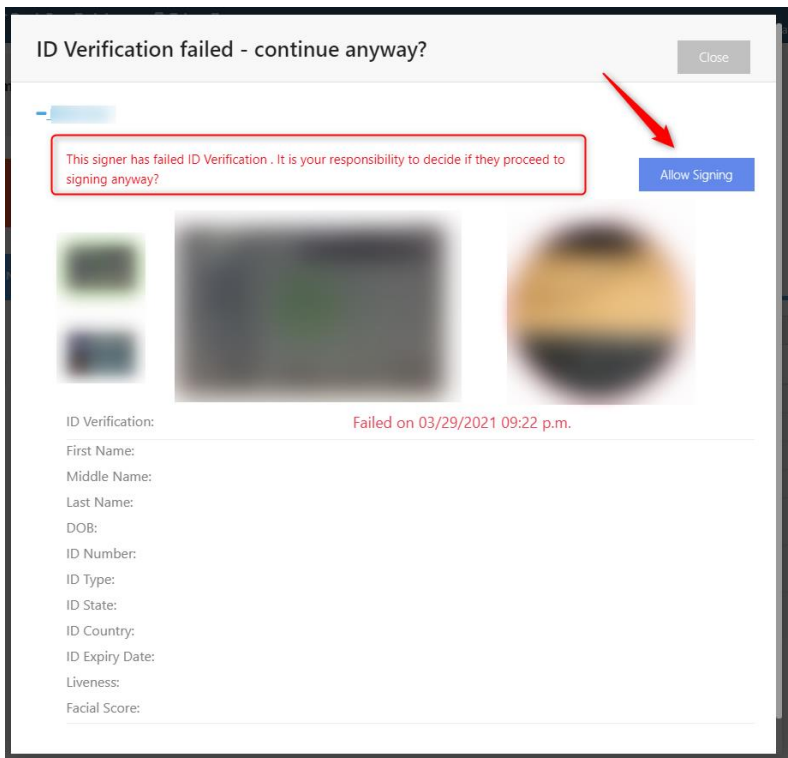 ID Verification failed - continue anyway?
Close
This signer has failed ID Verification . It is your responsibility to decide if they proceed to
signing anyway?
Allow Signing
ID Verification:
Failed on 03/29/2021 09:22 p.m.
First Name:
Middle Name:
Last Name:
DOB:
ID Number:
ID Type:
ID State:
ID Country:
ID Expiry Date:
Liveness:
Facial Score: